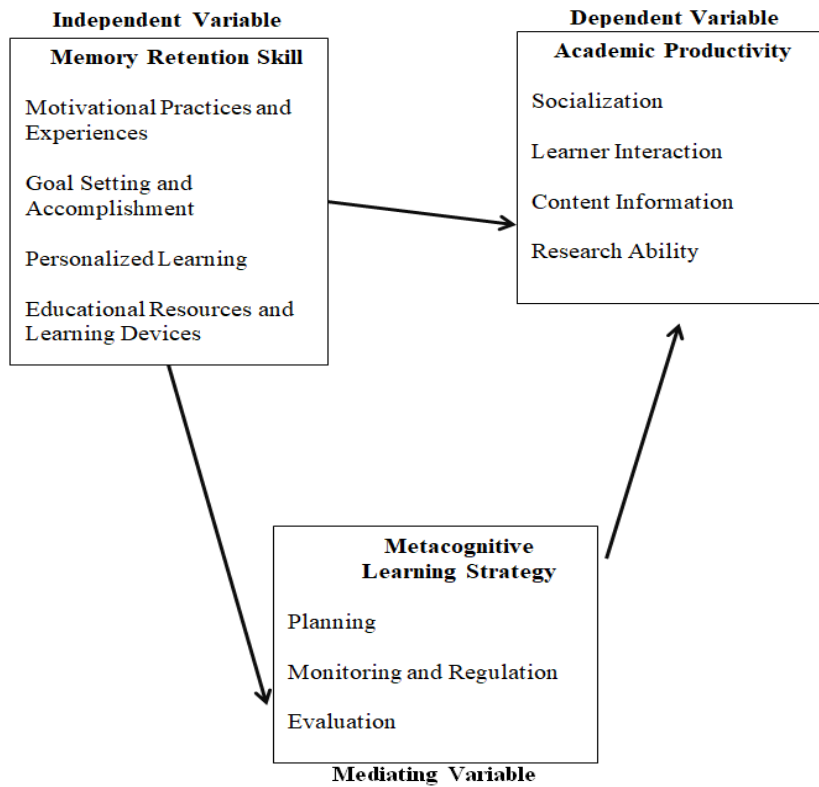 Independent Variable
Memory Retention Skill
Motivational Practices and
Experiences
Goal Setting and
Accomplishment
Personalized Learning
Educational Resources and
Learning Devices
Dependent Variable
Academic Productivity
Socialization
Learner Interaction
Content Information
Research Ability
Metacognitive
Learning Strategy
Planning
Monitoring and Regulation
Evaluation
Mediating Variable